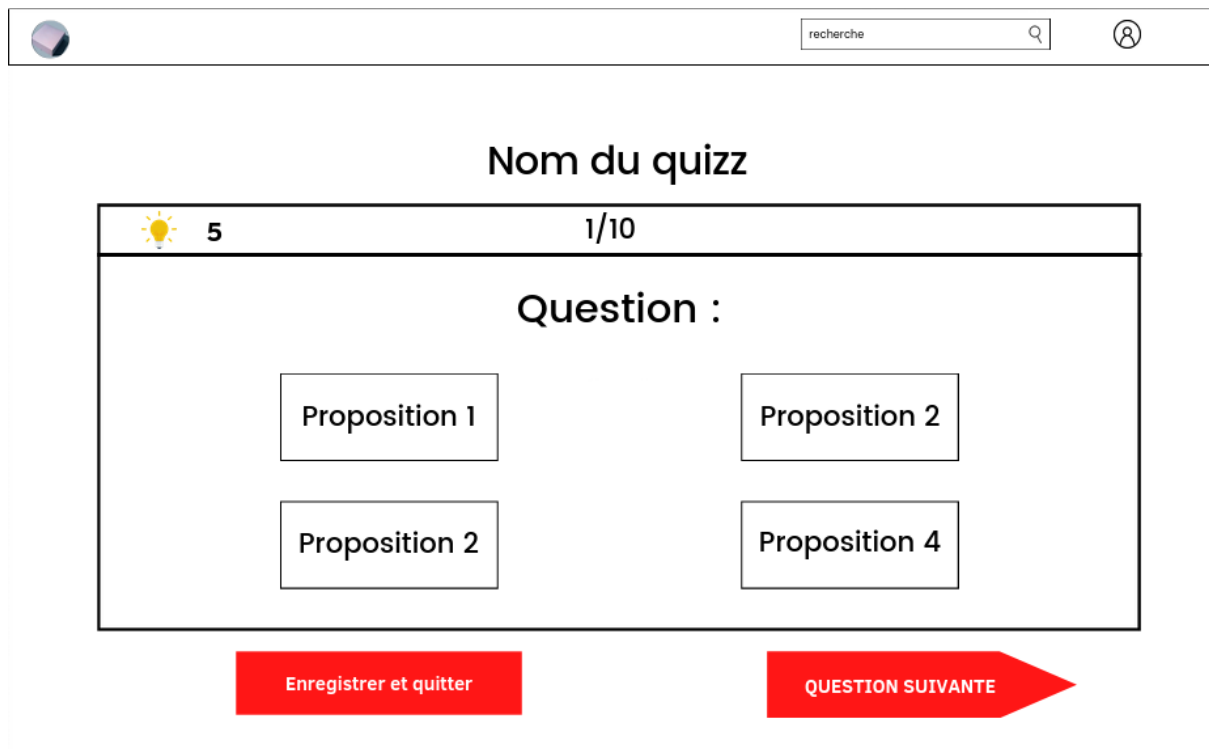 recherche
Nom du quizz
5
1/10
Question :
Proposition 1
Proposition 2
Proposition 2
Proposition 4
Enregistrer et quitter
QUESTION SUIVANTE